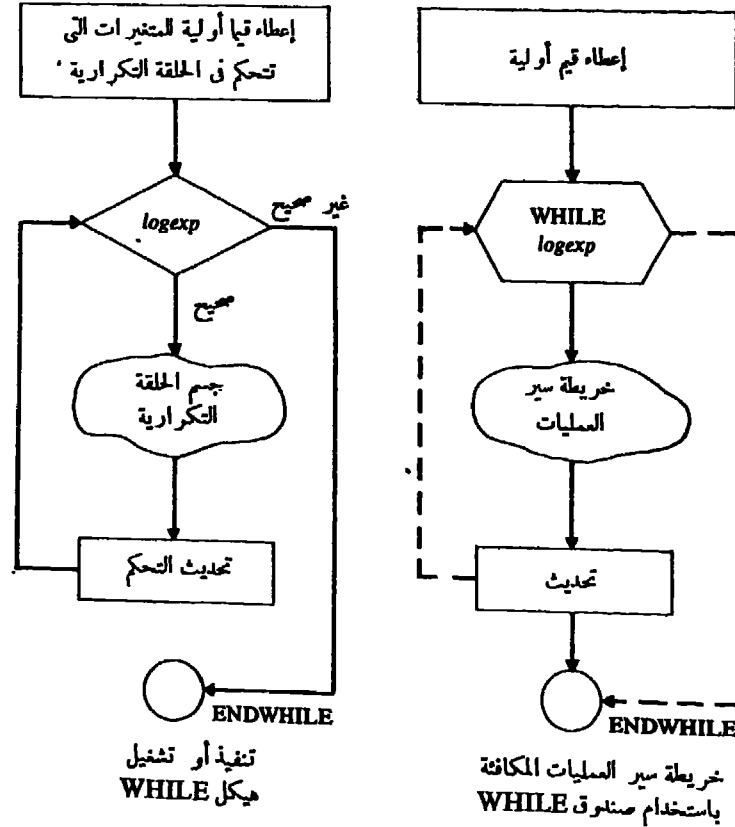 إعطاء قيما أولية للمتغيرات التى
تتحكم فى الحلقة التكرارية
logexp
غير صحيح
صحيح
جسم الحلقة
التكرارية
تحديث التحكم
ENDWHILE
تنفيذ أو تشغيل
هيكل WHILE
إعطاء قيم أولية
WHILE
logexp
خريطة سير
العمليات
تحديث
ENDWHILE
خريطة سير العمليات المكافئة
باستخدام صندوق WHILE